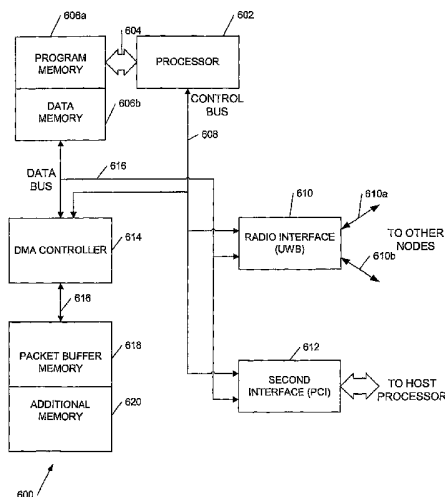 606a
604
602
PROGRAM
MEMORY
PROCESSOR
606b
CONTROL
BUS
DATA
MEMORY
608
DATA
BUS
616
610
610a
614
DMA CONTROLLER
RADIO INTERFACE
(UWB)
TO OTHER
NODES
610b
616
612
618
PACKET BUFFER
MEMORY
SECOND
INTERFACE (PCI)
TO HOST
PROCESSOR
ADDITIONAL
MEMORY
620
600